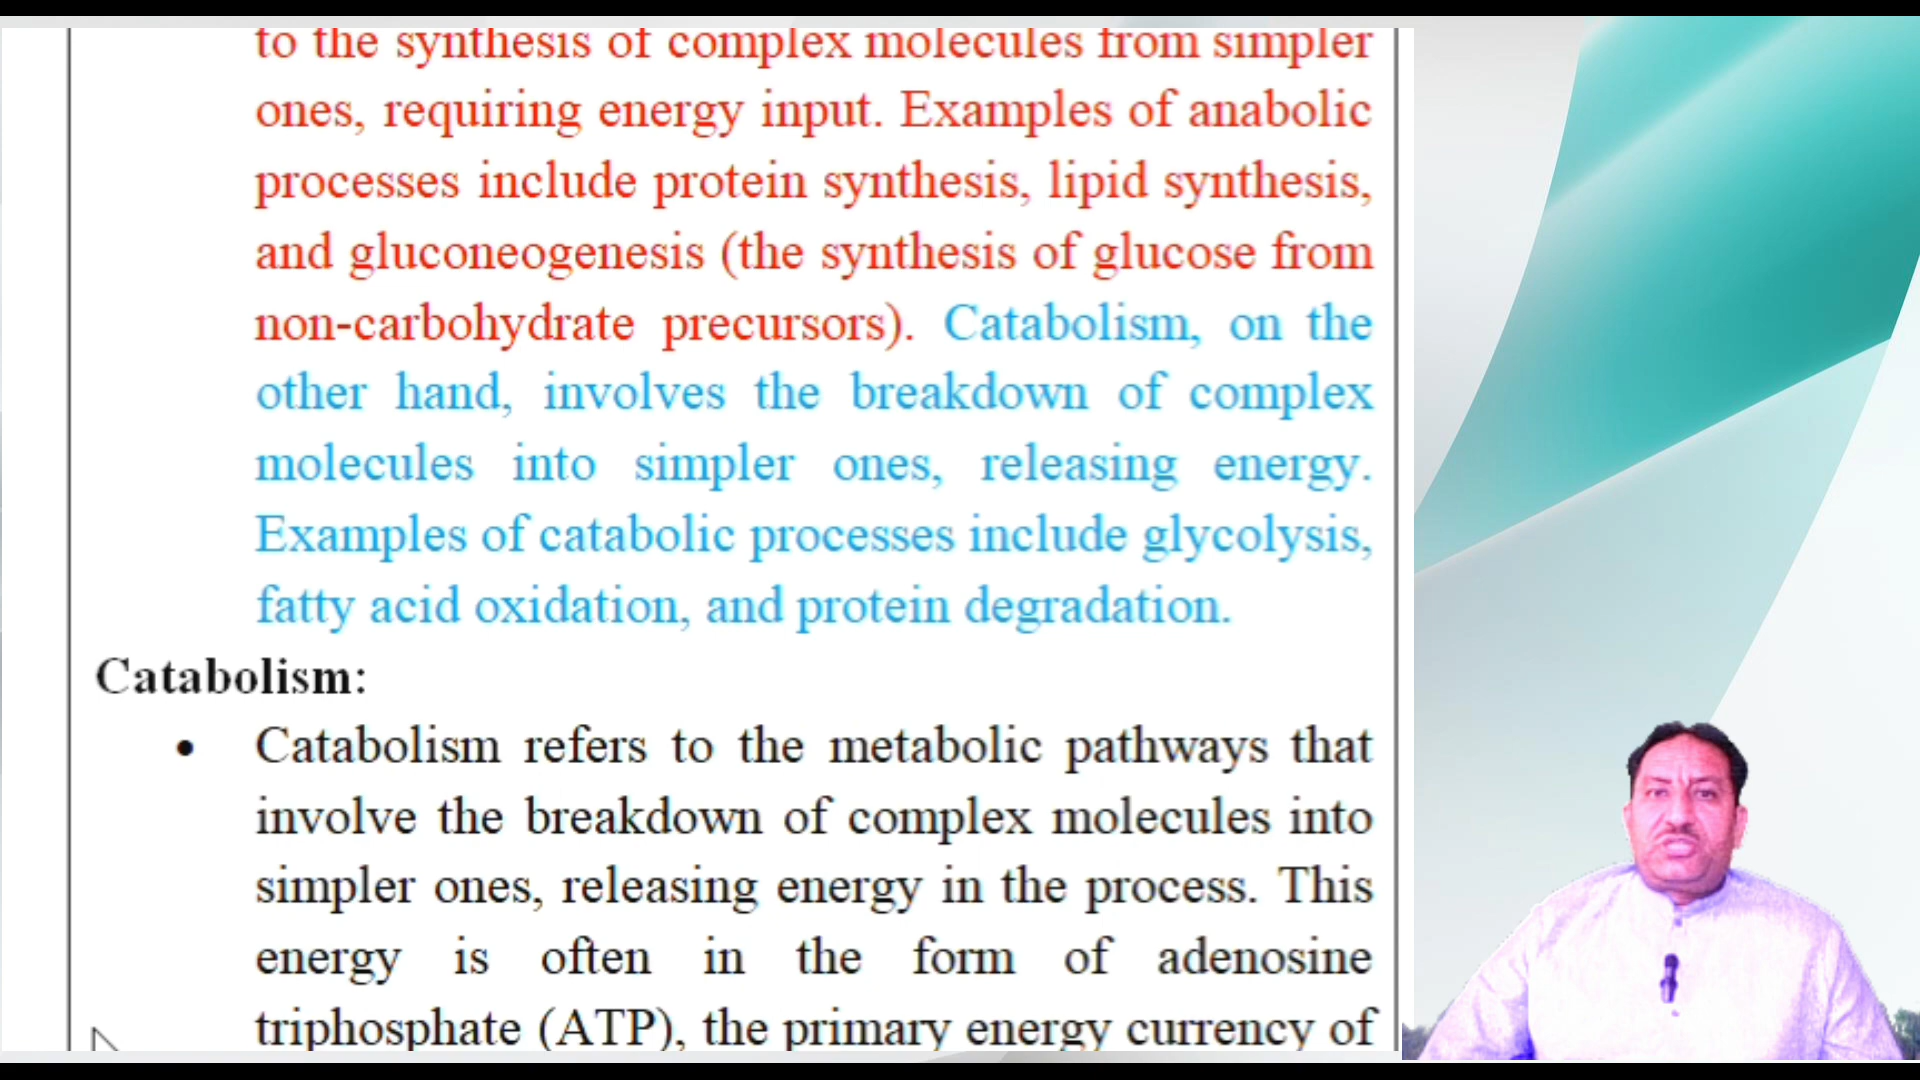 to the synthesis of complex molecules from simpler
ones, requiring energy input. Examples of anabolic
processes include protein synthesis, lipid synthesis,
and gluconeogenesis (the synthesis of glucose from
non-carbohydrate precursors). Catabolism, on the
other hand, involves the breakdown of complex
molecules into simpler ones, releasing energy.
Examples of catabolic processes include glycolysis,
fatty acid oxidation, and protein degradation.
Catabolism:
• Catabolism refers to the metabolic pathways that
involve the breakdown of complex molecules into
simpler ones, releasing energy in the process. This
energy is often in the form of adenosine
triphosphate (ATP), the primary energy currency of